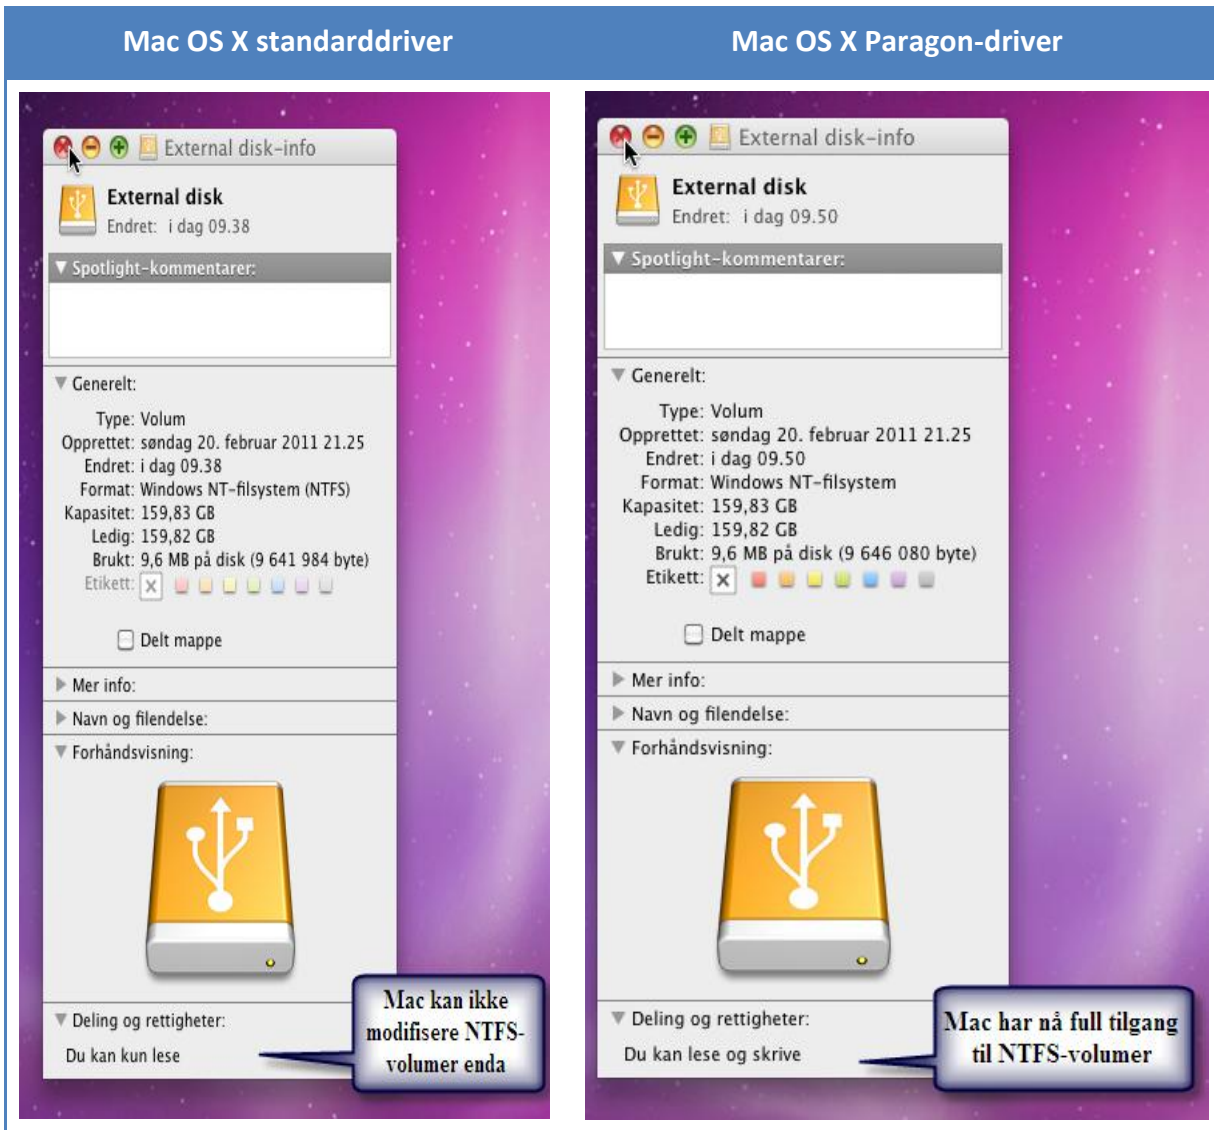 Mac OS X standarddriver
External disk-info
External disk
Endret: i dag 09.38
Spotlight-kommentarer:
Generelt:
Type: Volum
Opprettet: søndag 20. februar 2011 21.25
Endret: i dag 09.38
Format: Windows NT-filsystem (NTFS)
Kapasitet: 159,83 GB
Ledig: 159,82 GB
Brukt: 9,6 MB på disk (9 641 984 byte)
Etikett: x
Delt mappe
Mer info:
Navn og filendelse:
Forhåndsvisning:
Deling og rettigheter:
Du kan kun lese
Mac kan ikke
modifisere NTFS-
volumer enda
Mac OS X Paragon-driver
External disk-info
External disk
Endret: i dag 09.50
Spotlight-kommentarer:
Generelt:
Type: Volum
Opprettet: søndag 20. februar 2011 21.25
Endret: i dag 09.50
Format: Windows NT-filsystem
Kapasitet: 159,83 GB
Ledig: 159,82 GB
Brukt: 9,6 MB på disk (9 646 080 byte)
Etikett: x
Delt mappe
Mer info:
Navn og filendelse:
Forhåndsvisning:
Deling og rettigheter:
Du kan lese og skrive
Mac har nå full tilgang
til NTFS-volumer